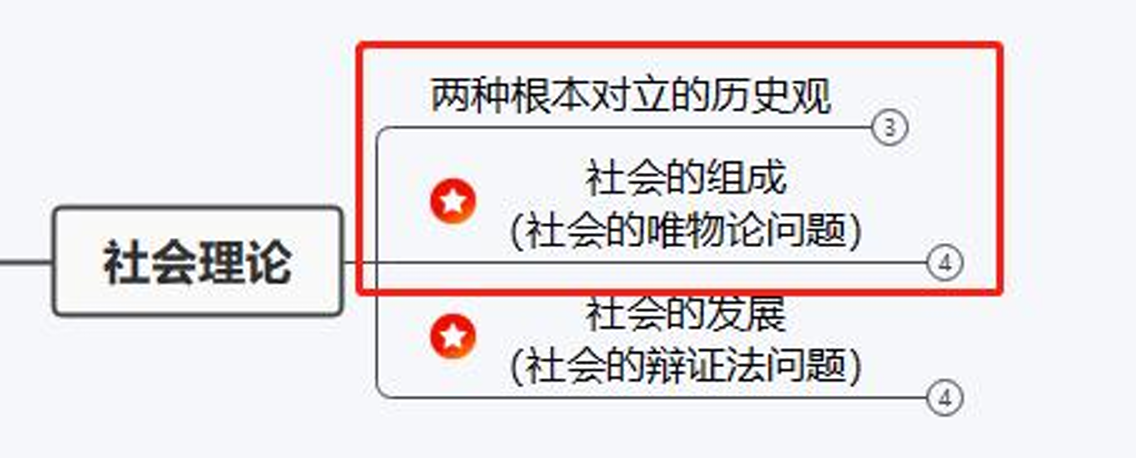 两种根本对立的历史观
3
社会的组成
(社会的唯物论问题)
4
社会理论
社会的发展
(社会的辩证法问题)
4